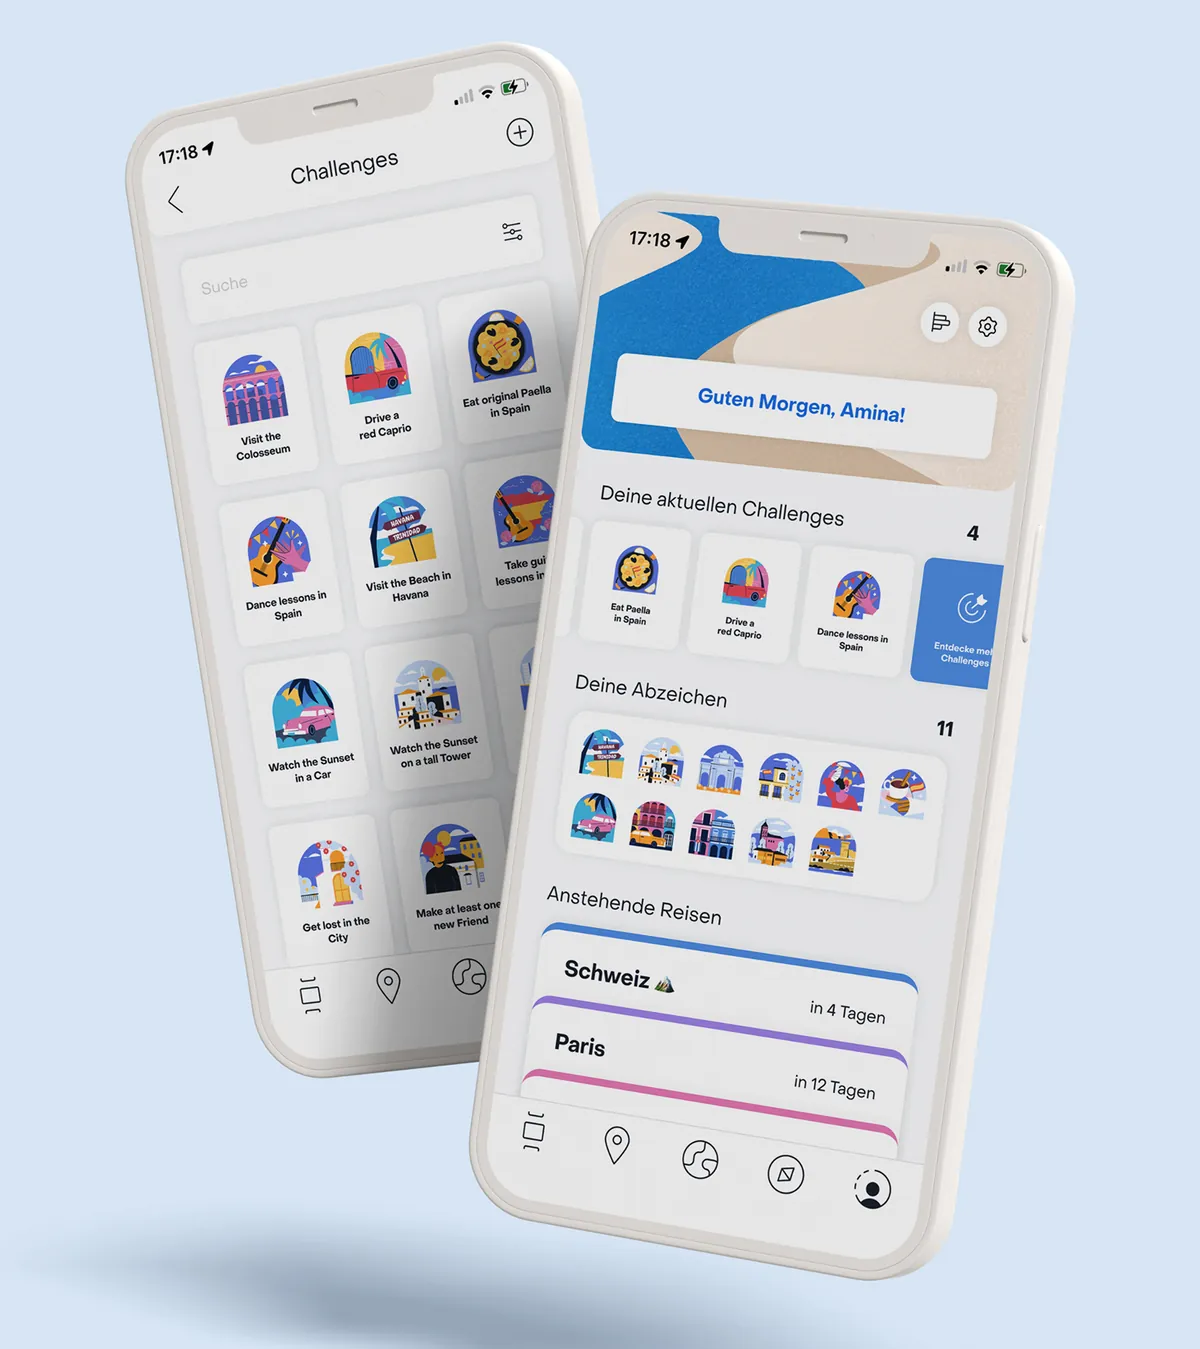 17:18
Challenges
Suche
Visit the
Colosseum
Drive a
red Caprio
Eat original Paella
in Spain
Dance lessons in
Spain
HAVANA
TRINIDAD
Visit the Beach in
Havana
Take
lessons in
Watch the Sunset
in a Car
Watch the Sunset
on a tall Tower
Get lost in the
City
Make at least one
new Friend
17:18
Guten Morgen, Amina!
Deine aktuellen Challenges
4
Eat Paella
in Spain
Drive a
red Caprio
Dance lessons in
Spain
Entdecke
Challenges
Deine Abzeichen
11
HAVANA
TRINIDAD
Anstehende Reisen
Schweiz
in 4 Tagen
Paris
in 12 Tagen